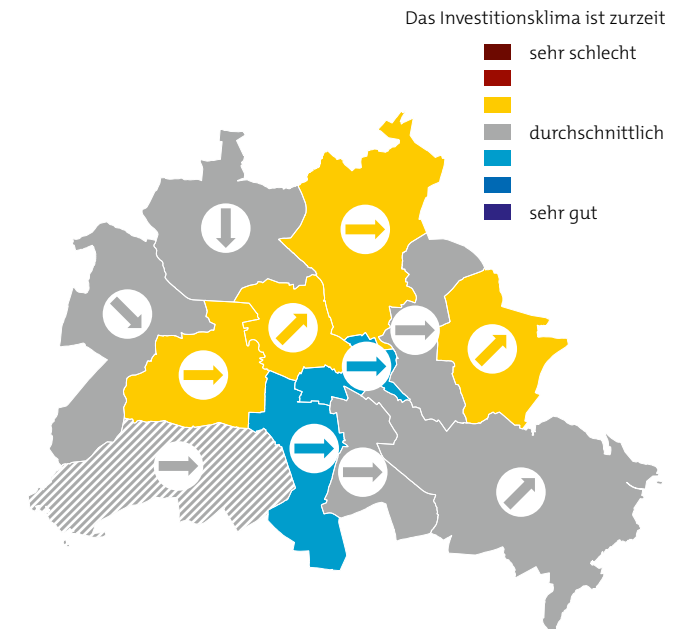 Das Investitionsklima ist zurzeit
sehr schlecht
durchschnittlich
sehr gut